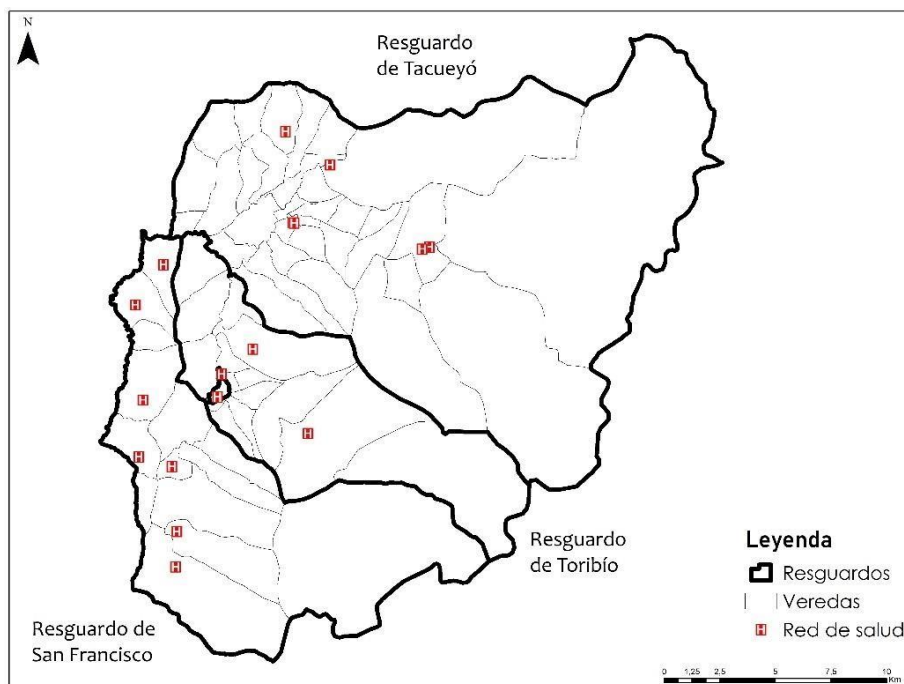 N
Resguardo
de Tacueyó
Resguardo
de Toribío
Resguardo de
San Francisco
Leyenda
Resguardos
Veredas
H Red de salud
H
H
H
H H
H
H
H
H
H
H
H
H
H
H
H
0 1,25 2,5 5 7,5 10
Km